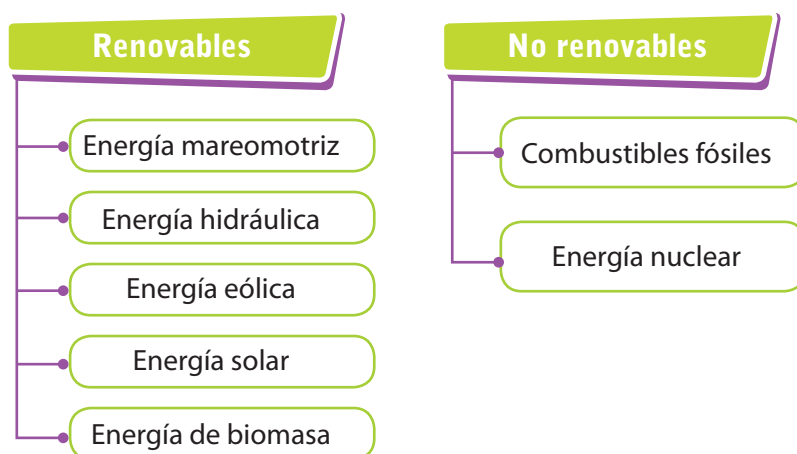 Renovables
Energía mareomotriz
Energía hidráulica
Energía eólica
Energía solar
Energía de biomasa
No renovables
Combustibles fósiles
Energía nuclear